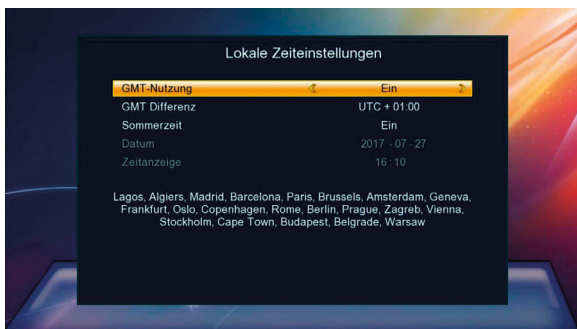 Lokale Zeiteinstellungen
GMT-Nutzung Ein
GMT Differenz UTC + 01:00
Sommerzeit Ein
Datum 2017 - 07 - 27
Zeitanzeige 16 : 10
Lagos, Algiers, Madrid, Barcelona, Paris, Brussels, Amsterdam, Geneva,
Frankfurt, Oslo, Copenhagen, Rome, Berlin, Prague, Zagreb, Vienna,
Stockholm, Cape Town, Budapest, Belgrade, Warsaw